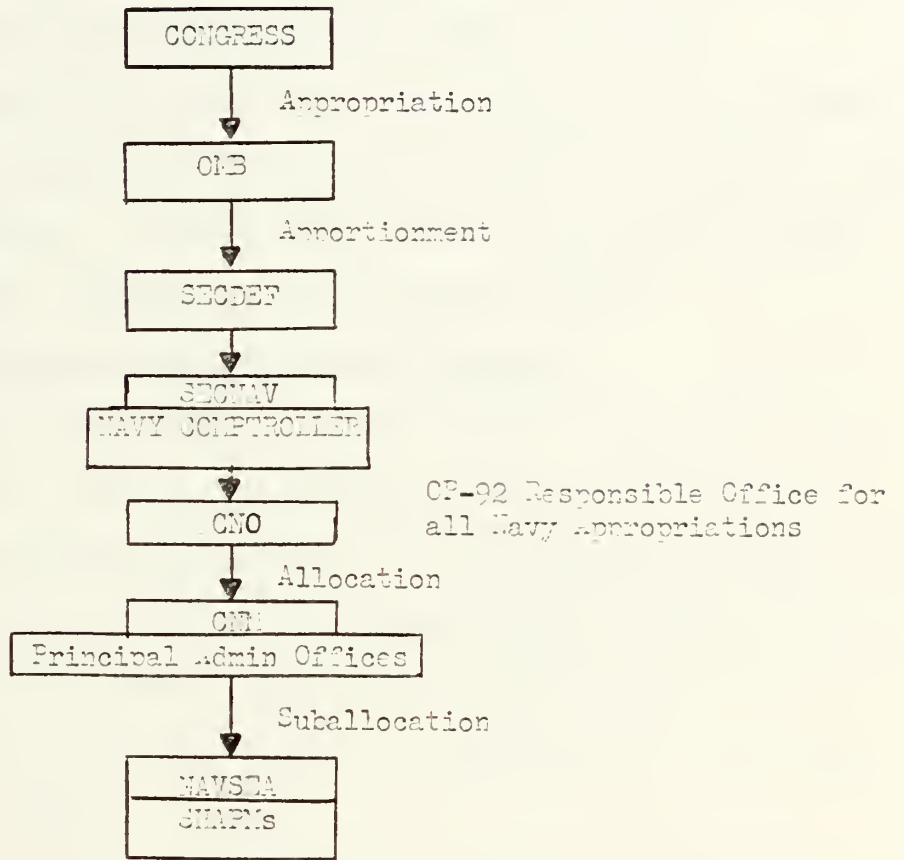 CONGRESS
Appropriation
OMB
Apportionment
SECDEF
SECNAV
NAVY COMPTROLLER
OP-92 Responsible Office for
all Navy Appropriations
CNO
Allocation
CNM
Principal Admin Offices
Suballocation
NAVSEA
SHAPMs